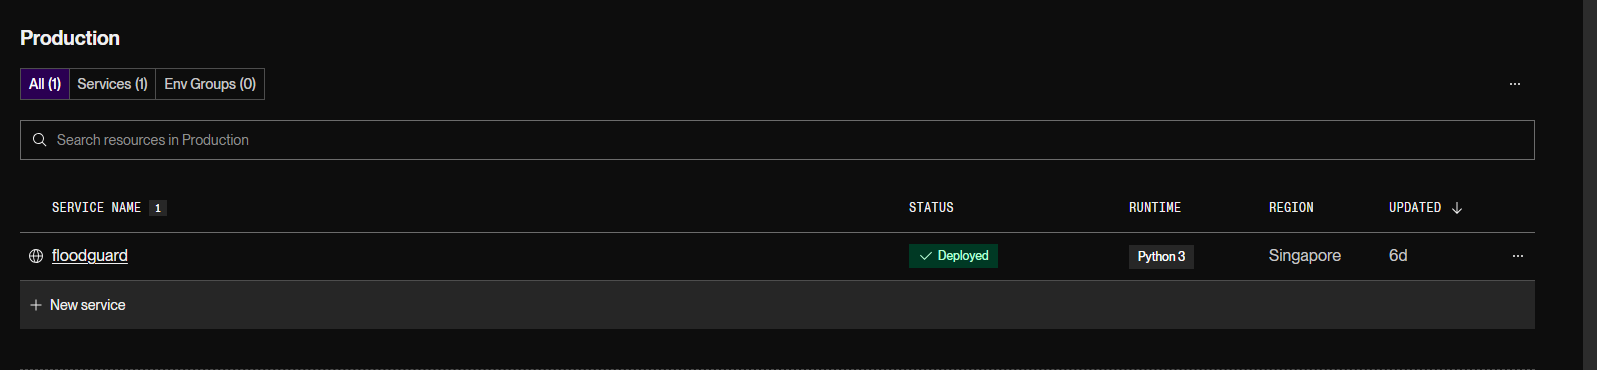 Production
All (1) Services (1) Env Groups (0)
Search resources in Production
SERVICE NAME 1 STATUS RUNTIME REGION UPDATED
floodguard Deployed Python 3 Singapore 6d
New service